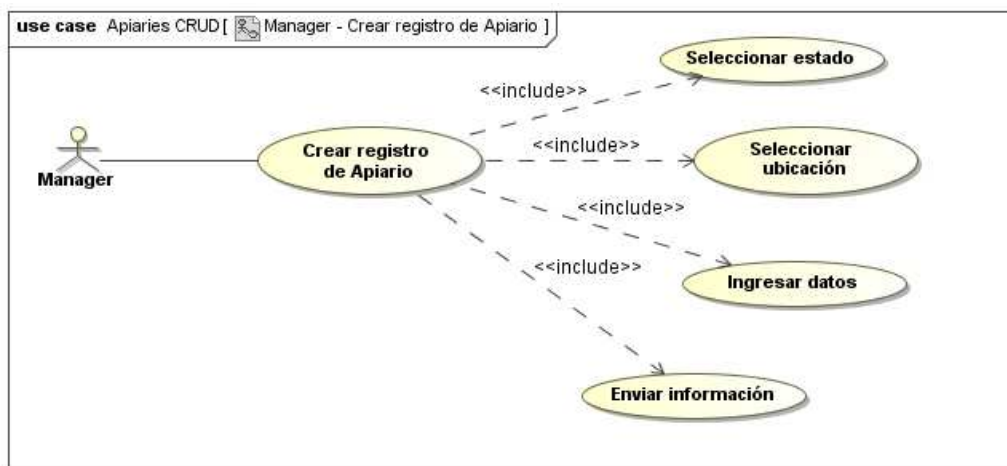 use case Apiaries CRUD [ Manager - Crear registro de Apiario ]
Seleccionar estado
<<include>>
<<include>>
Manager
Crear registro
de Apiario
Seleccionar
ubicación
<<include>>
Ingresar datos
<<include>>
Enviar información